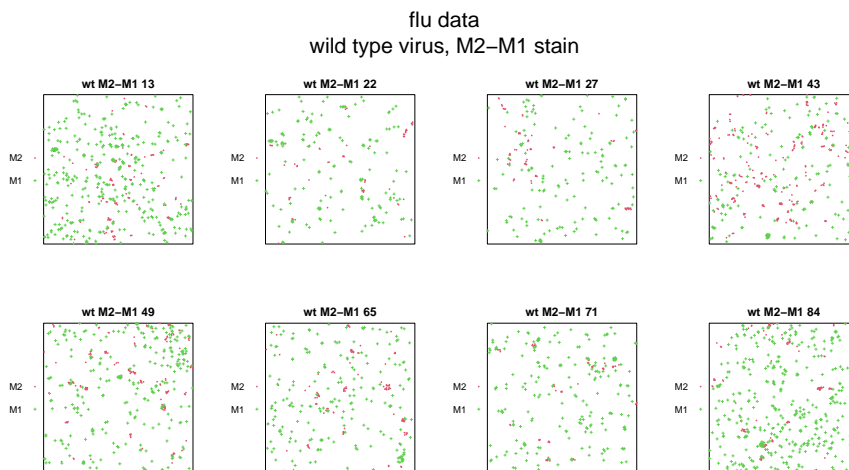 flu data
wild type virus, M2−M1 stain
wt M2−M1 13
wt M2−M1 22
wt M2−M1 27
wt M2−M1 43
M2
M1
M2
M1
M2
M1
M2
M1
wt M2−M1 49
wt M2−M1 65
wt M2−M1 71
wt M2−M1 84
M2
M1
M2
M1
M2
M1
M2
M1